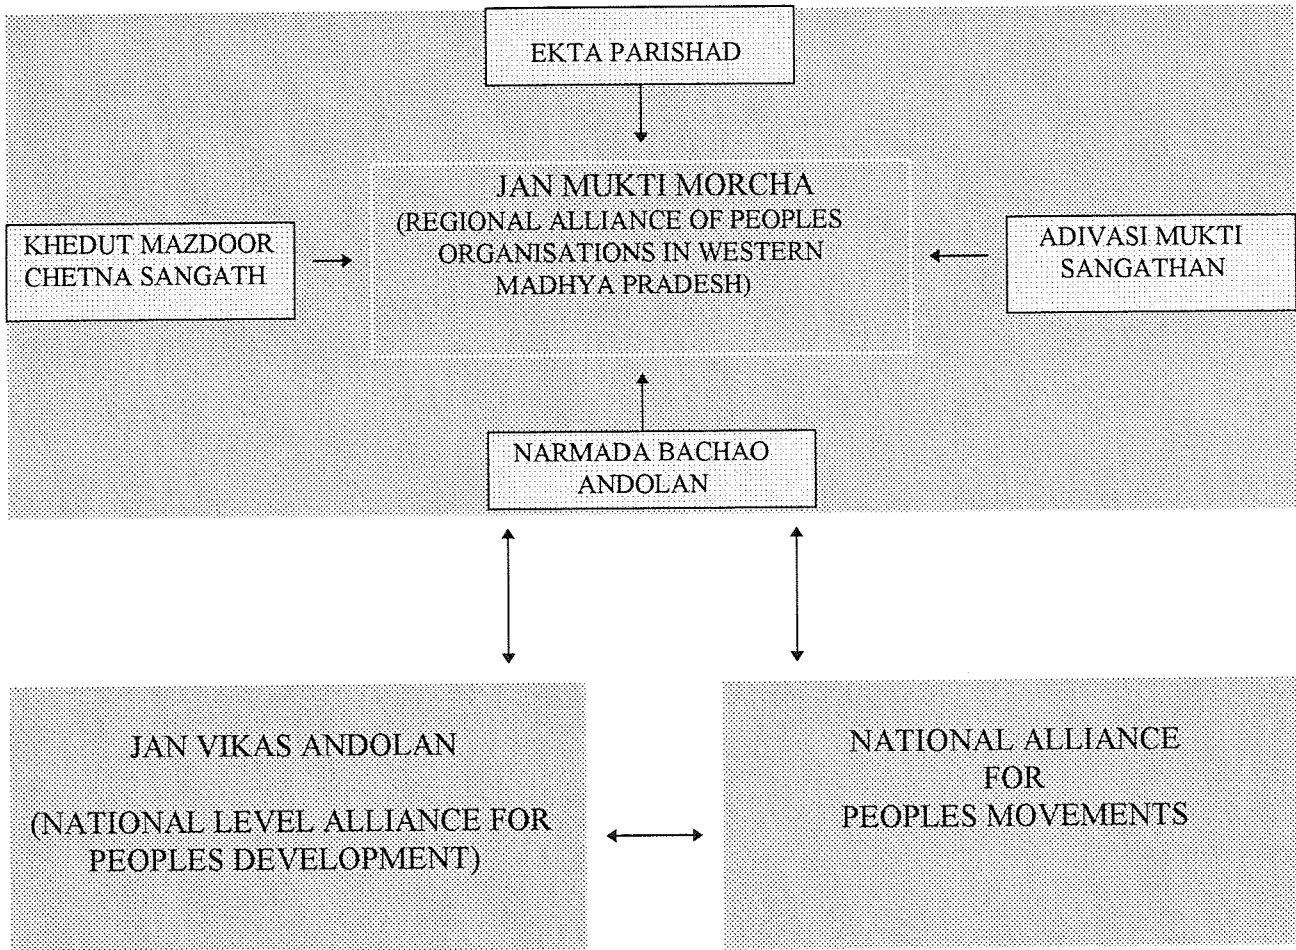 EKTA PARISHAD
JAN MUKTI MORCHA
(REGIONAL ALLIANCE OF PEOPLES
ORGANISATIONS IN WESTERN
MADHYA PRADESH)
KHEDUT MAZDOOR
CHETNA SANGATH
ADIVASI MUKTI
SANGATHAN
NARMADA BACHAO
ANDOLAN
JAN VIKAS ANDOLAN
(NATIONAL LEVEL ALLIANCE FOR
PEOPLES DEVELOPMENT)
NATIONAL ALLIANCE
FOR
PEOPLES MOVEMENTS